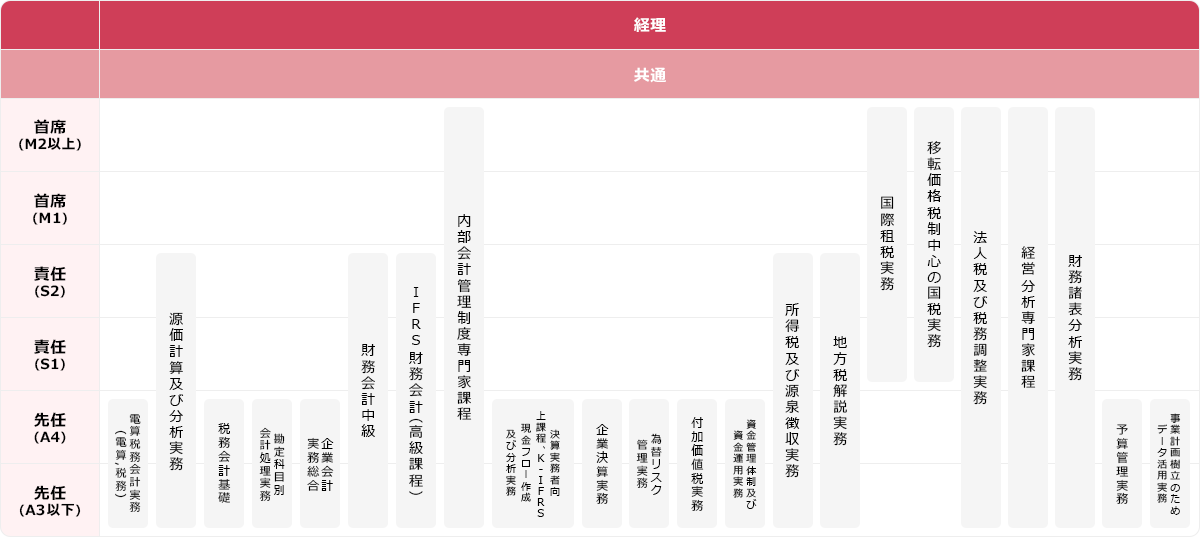 経理
共通
首席
(M2以上)
首席
(M1)
責任
(S2)
責任
(S1)
先任
(A4)
先任
(A3以下)
電算税務会計実務
(電算,税務)
源価計算及び分析実務
税務会計基礎
勘定科目別
会計処理実務
企業会計
実務総合
財務会計中級
IFRS財務会計(高級課程)
内部会計管理制度専門家課程
決算実務者向
上課程、K-IFRS
現金フロー作成
及び分析実務
企業決算実務
為替リスク
管理実務
付加価値税実務
資金管理体制及び
資金運用実務
所得税及び源泉徴収実務
地方税解説実務
国際租税実務
移転価格税制中心の国税実務
法人税及び税務調整実務
経営分析専門家課程
財務諸表分析実務
予算管理実務
事業計画樹立のため
データ活用実務